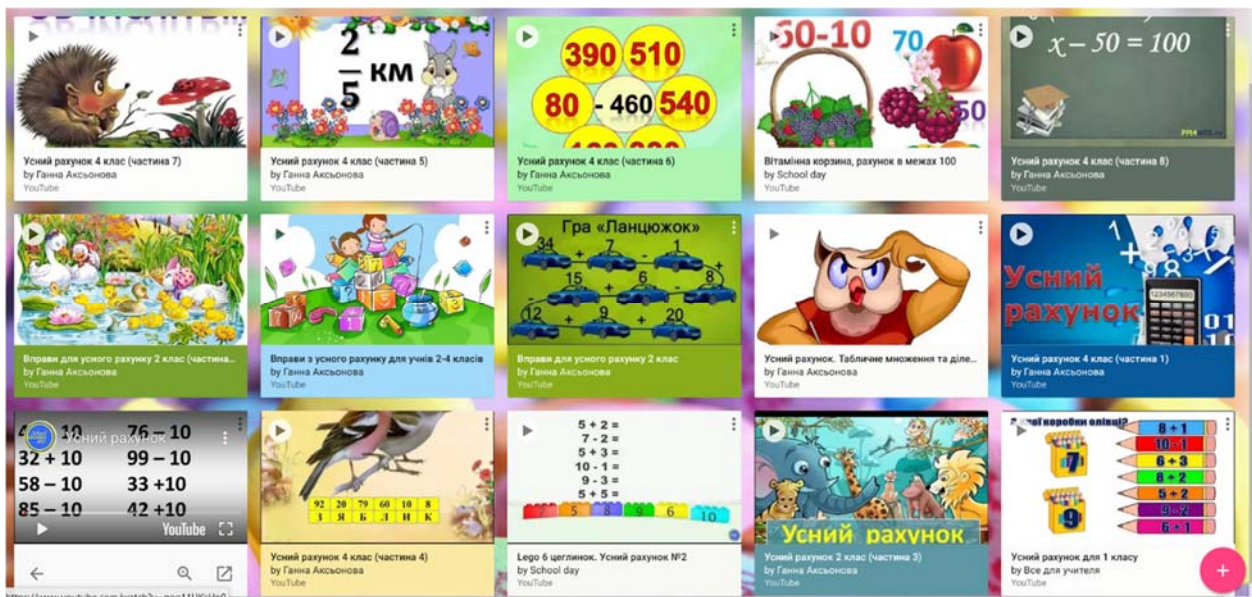 Усний рахунок 4 клас (частина 7)
by Ганна Аксьонова
YouTube
2
5
км
Усний рахунок 4 клас (частина 5)
by Ганна Аксьонова
YouTube
390 510
80 - 460 540
Усний рахунок 4 клас (частина 6)
by Ганна Аксьонова
YouTube
60-10 70
50
Вітамінна корзина, рахунок в межах 100
by School day
YouTube
x – 50 = 100
Усний рахунок 4 клас (частина 8)
by Ганна Аксьонова
YouTube
Вправи для усного рахунку 2 клас (частина...
by Ганна Аксьонова
YouTube
Вправи з усного рахунку для учнів 2-4 класів
by Ганна Аксьонова
YouTube
Гра «Ланцюжок»
34 + 7 - 1 +
- 15 + 6 - 8
12 + 9 + 20
Вправи для усного рахунку 2 клас
by Ганна Аксьонова
YouTube
Усний рахунок. Табличне множення та діле...
by Ганна Аксьонова
YouTube
Усний
рахунок
1234567890
01
Усний рахунок 4 клас (частина 1)
by Ганна Аксьонова
YouTube
Усний рахунок
76 – 10
32 + 10 99 – 10
58 – 10 33 +10
85 – 10 42 +10
YouTube
92 20 79 60 10 8
З Я Б Л И К
Усний рахунок 4 клас (частина 4)
by Ганна Аксьонова
YouTube
5 + 2 =
7 - 2 =
5 + 3 =
10 - 1 =
9 - 3 =
5 + 5 =
5 8 9 6 10
Lego 6 цеглинок. Усний рахунок №2
by School day
YouTube
Усний рахунок
Усний рахунок 2 клас (частина 3)
by Ганна Аксьонова
YouTube
коробки олівці?
7
9
8 + 1
10 - 1
6 + 3
8 + 2
5 + 2
9 - 2
6 + 1
Усний рахунок для 1 класу
by Все для учителя
YouTube
+